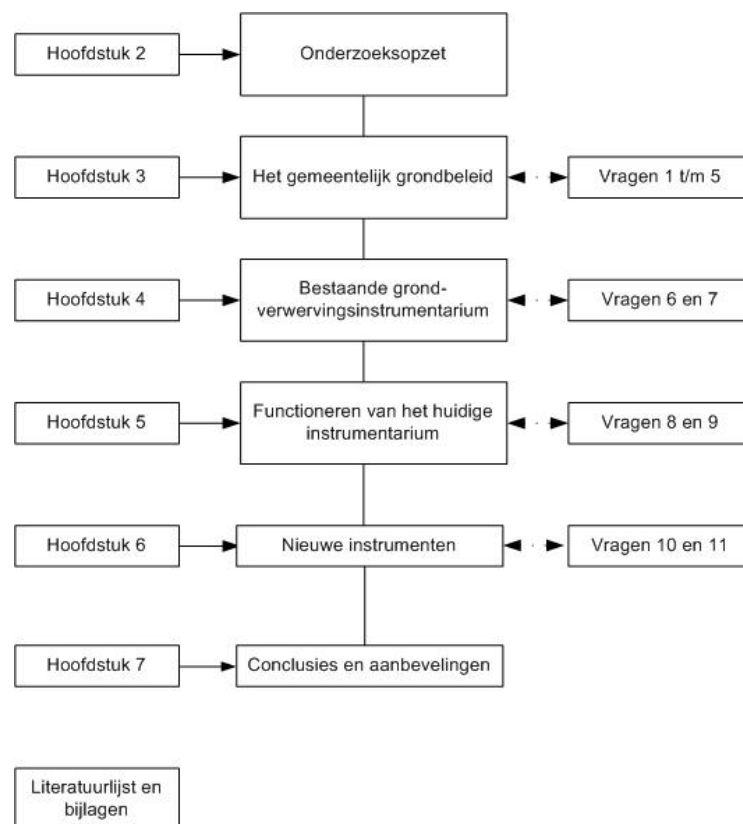 Hoofdstuk 2
Onderzoeksopzet
Hoofdstuk 3
Het gemeentelijk grondbeleid
Vragen 1 t/m 5
Hoofdstuk 4
Bestaande grond-
verwervingsinstrumentarium
Vragen 6 en 7
Hoofdstuk 5
Functioneren van het huidige
instrumentarium
Vragen 8 en 9
Hoofdstuk 6
Nieuwe instrumenten
Vragen 10 en 11
Hoofdstuk 7
Conclusies en aanbevelingen
Literatuurlijst en
bijlagen